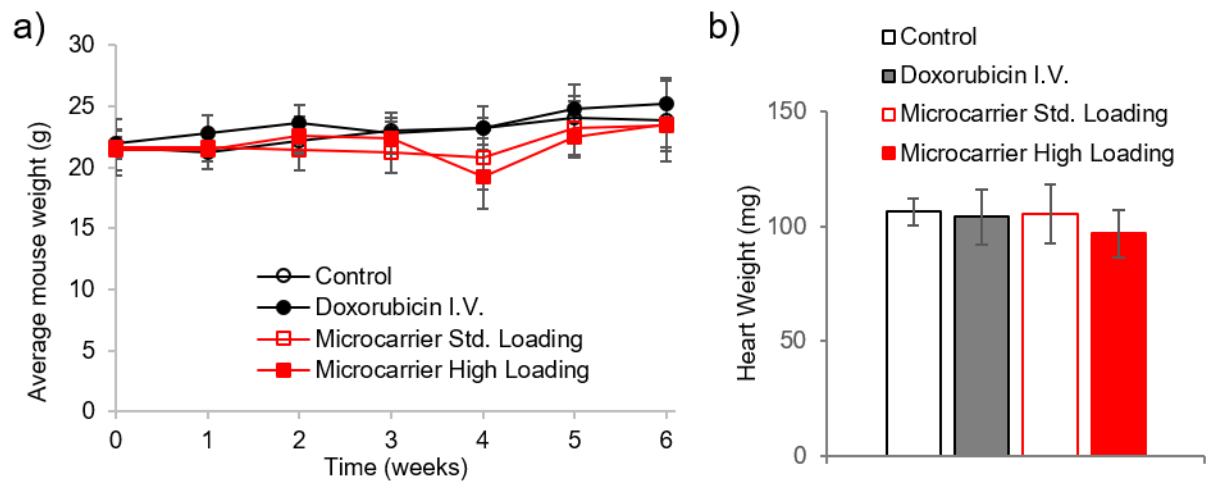 a)
Average mouse weight (g)
30
25
20
15
10
5
0
Control
Doxorubicin I.V.
Microcarrier Std. Loading
Microcarrier High Loading
0 1 2 3 4 5 6
Time (weeks)
b)
Control
Doxorubicin I.V.
Microcarrier Std. Loading
Microcarrier High Loading
Heart Weight (mg)
150
100
50
0